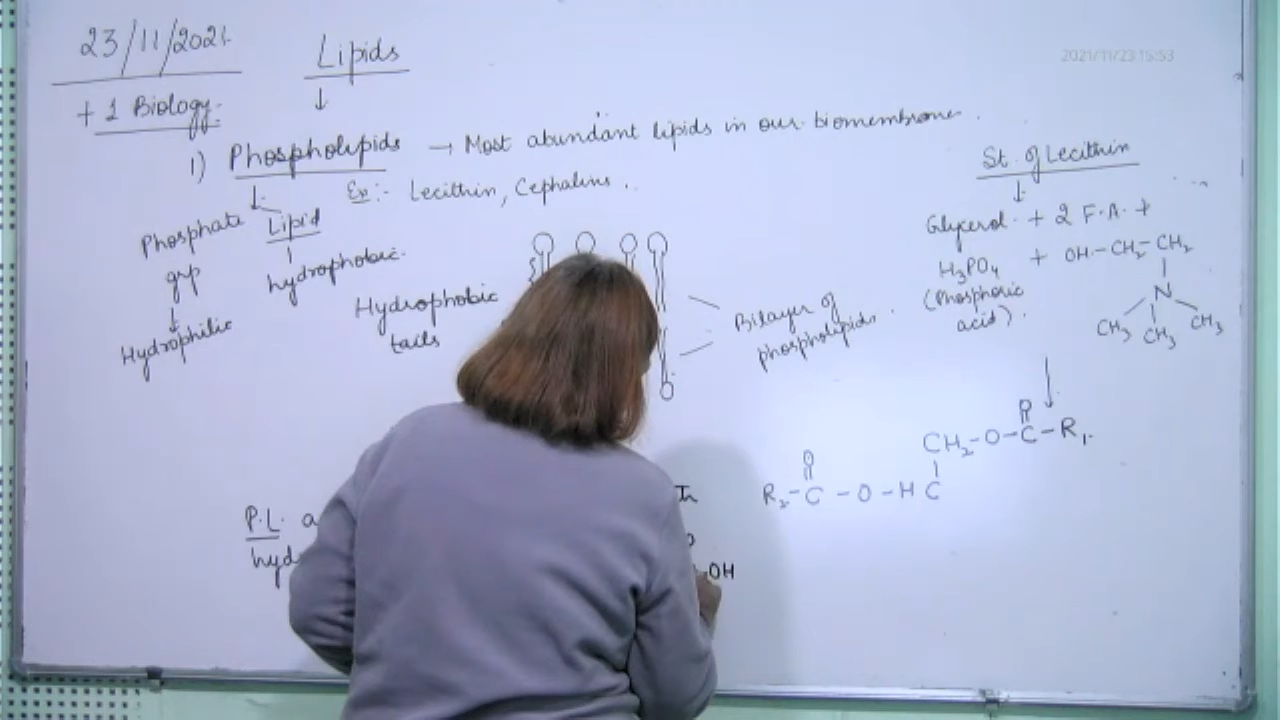 23/11/2021.
2021/11/23 15:53
Lipids
+ 1 Biology.
1) Phospholipids → Most abundant lipids in our biomembrane.
Ex:- Lecithin, Cephalins.
Phosphate
grp
Hydrophilic
Lipid
hydrophobic.
Hydrophobic
tails
Bilayer of
phospholipids.
St. of Lecithin
Glycerol. + 2 F.A. +
H₃PO₄ + OH-CH₂-CH₂
(Phosphoric
acid).
N
CH₃ CH₃ CH₃
CH₂-O-C-R₁.
O
R₂-C-O-HC
P.L.
OH